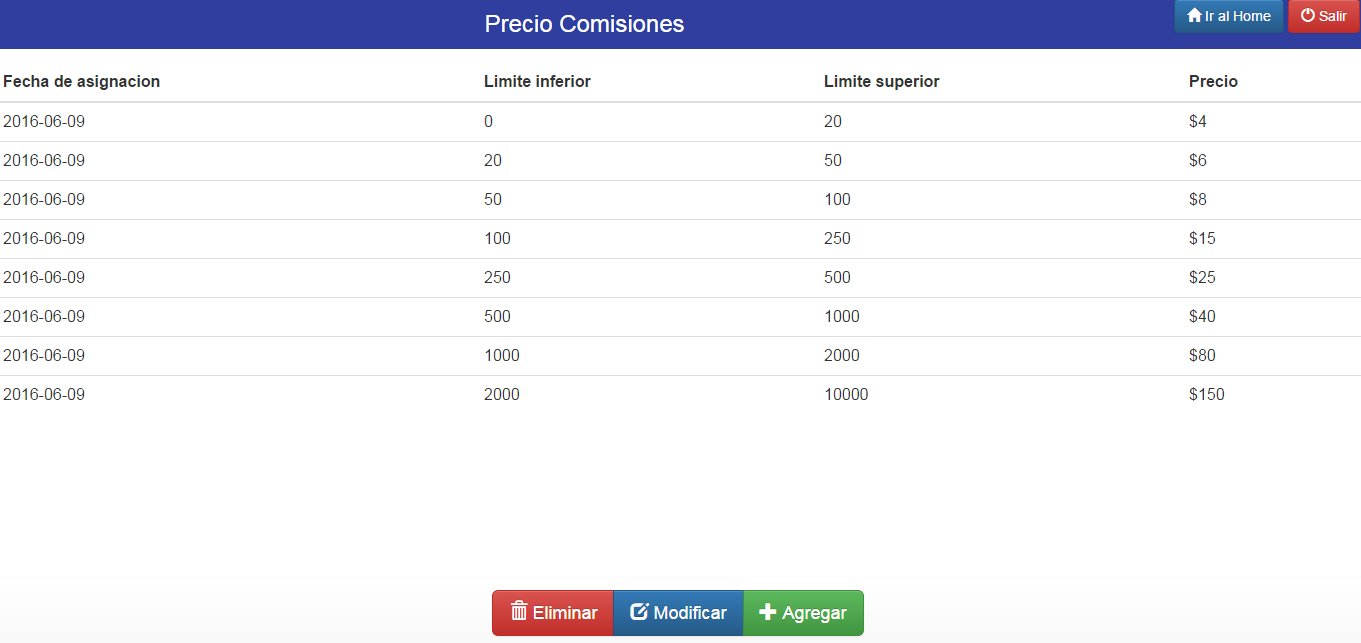 Precio Comisiones
Ir al Home
Salir
Fecha de asignacion Limite inferior Limite superior Precio
2016-06-09 0 20 $4
2016-06-09 20 50 $6
2016-06-09 50 100 $8
2016-06-09 100 250 $15
2016-06-09 250 500 $25
2016-06-09 500 1000 $40
2016-06-09 1000 2000 $80
2016-06-09 2000 10000 $150
Eliminar Modificar Agregar